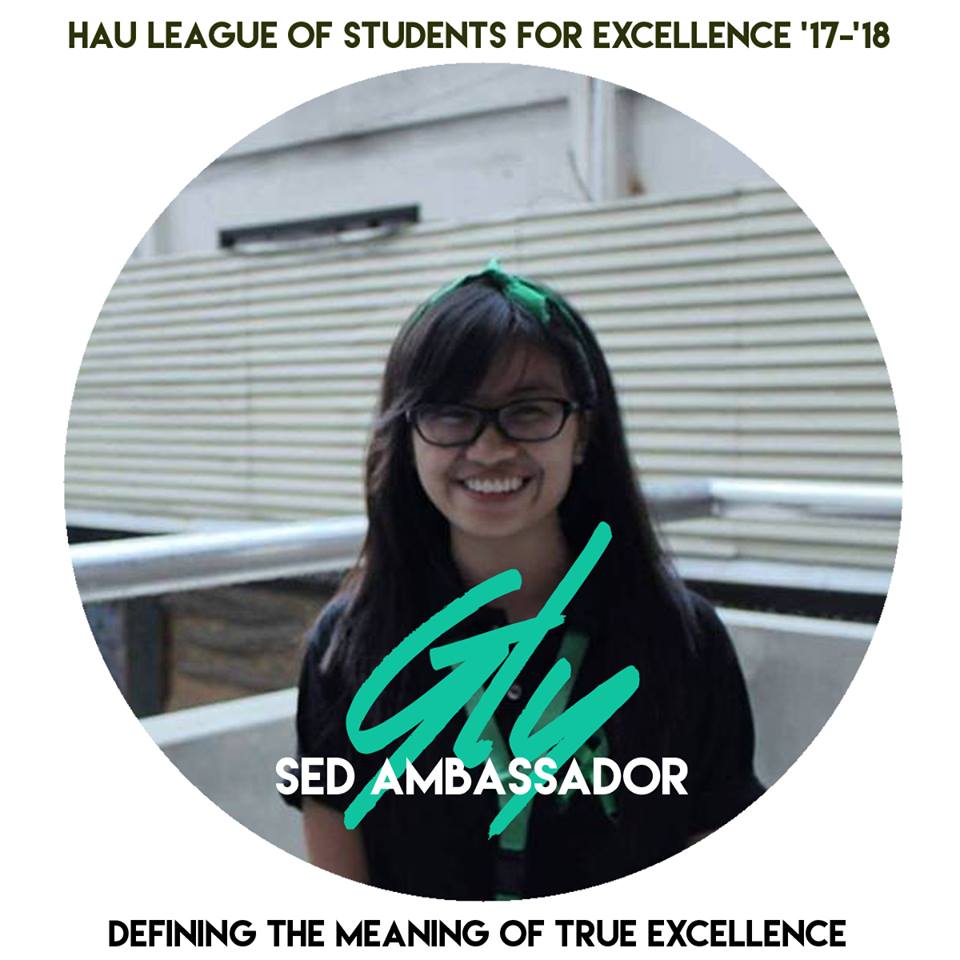 HAU LEAGUE OF STUDENTS FOR EXCELLENCE '17-'18
Gly
SED AMBASSADOR
DEFINING THE MEANING OF TRUE EXCELLENCE